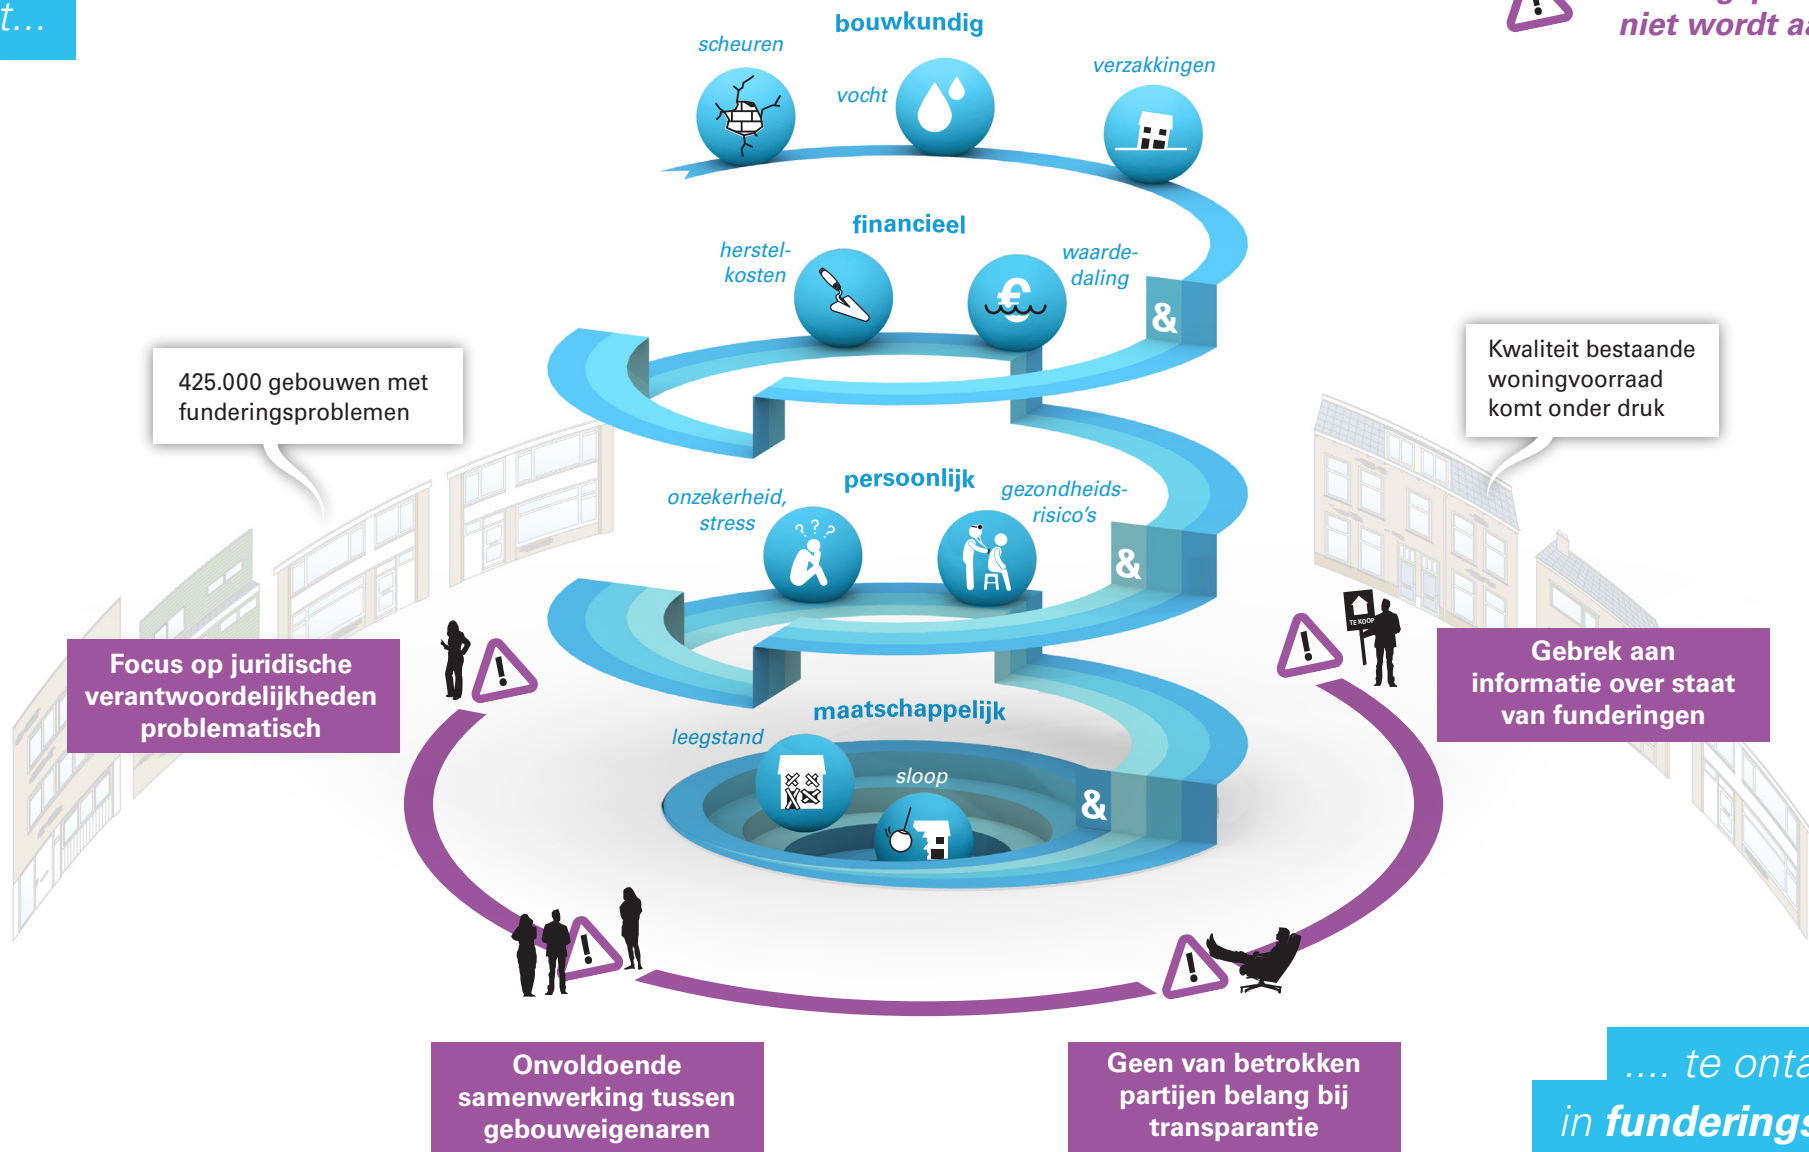 t...
niet wordt aa
bouwkundig
scheuren
vocht
verzakkingen
financieel
herstel-
kosten
waarde-
daling
&
425.000 gebouwen met
funderingsproblemen
Kwaliteit bestaande
woningvoorraad
komt onder druk
persoonlijk
onzekerheid,
stress
???
gezondheids-
risico's
&
TE KOOP
Focus op juridische
verantwoordelijkheden
problematisch
Gebrek aan
informatie over staat
van funderingen
maatschappelijk
leegstand
sloop
&
Onvoldoende
samenwerking tussen
gebouweigenaren
Geen van betrokken
partijen belang bij
transparantie
.... te onta
in funderings